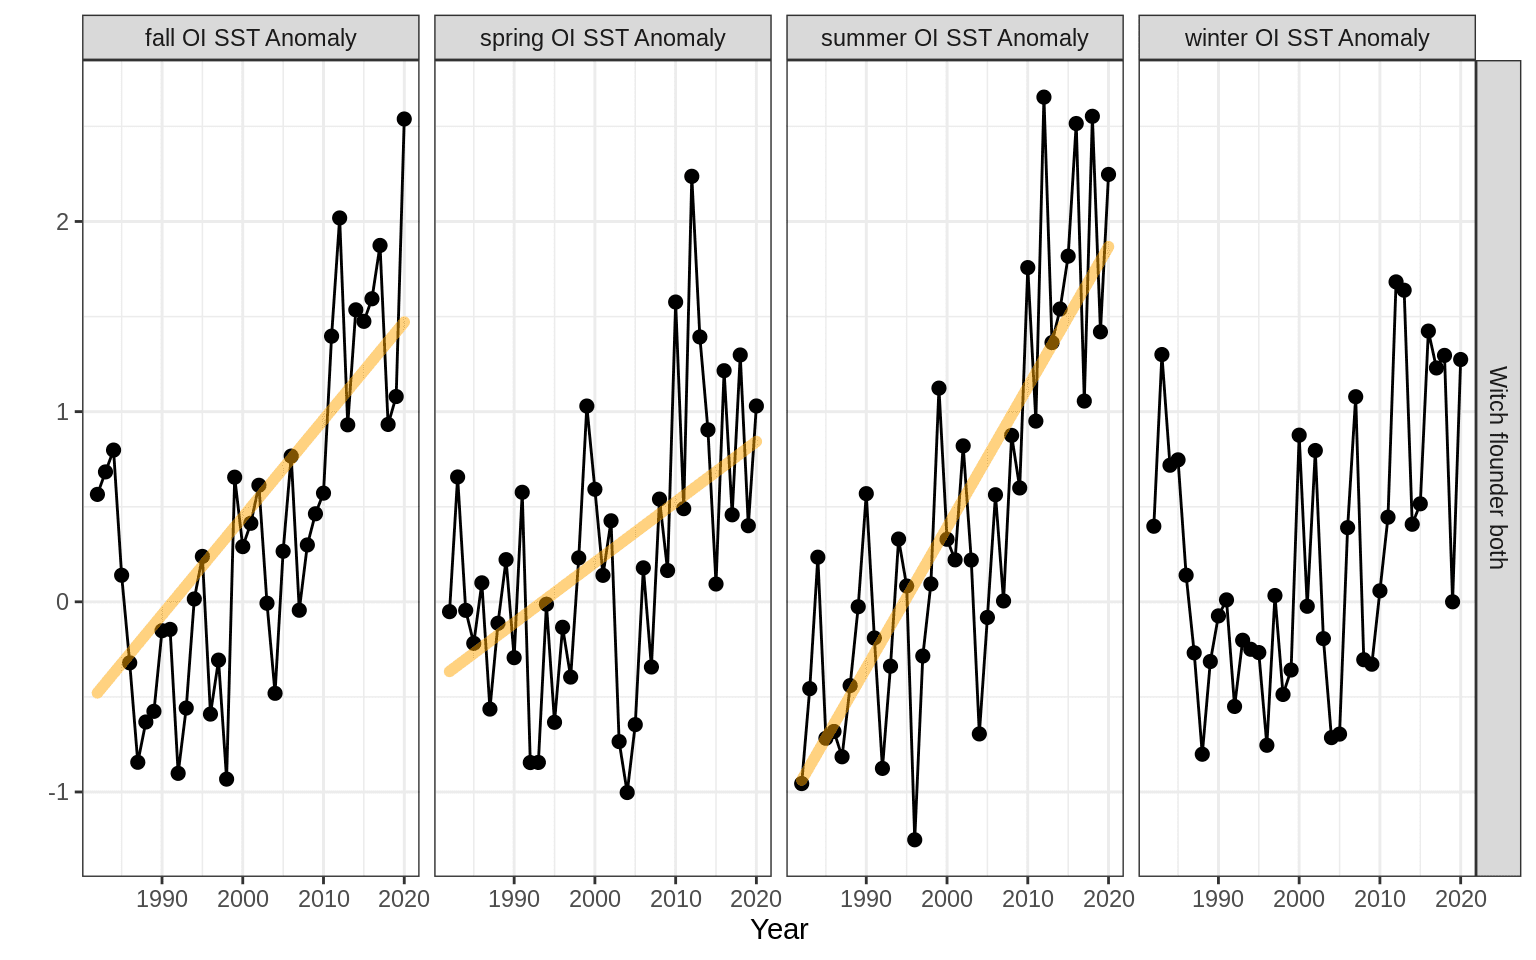 fall OI SST Anomaly
spring OI SST Anomaly
summer OI SST Anomaly
winter OI SST Anomaly
Witch flounder both
2
1
0
-1
1990 2000 2010 2020
1990 2000 2010 2020
1990 2000 2010 2020
1990 2000 2010 2020
Year